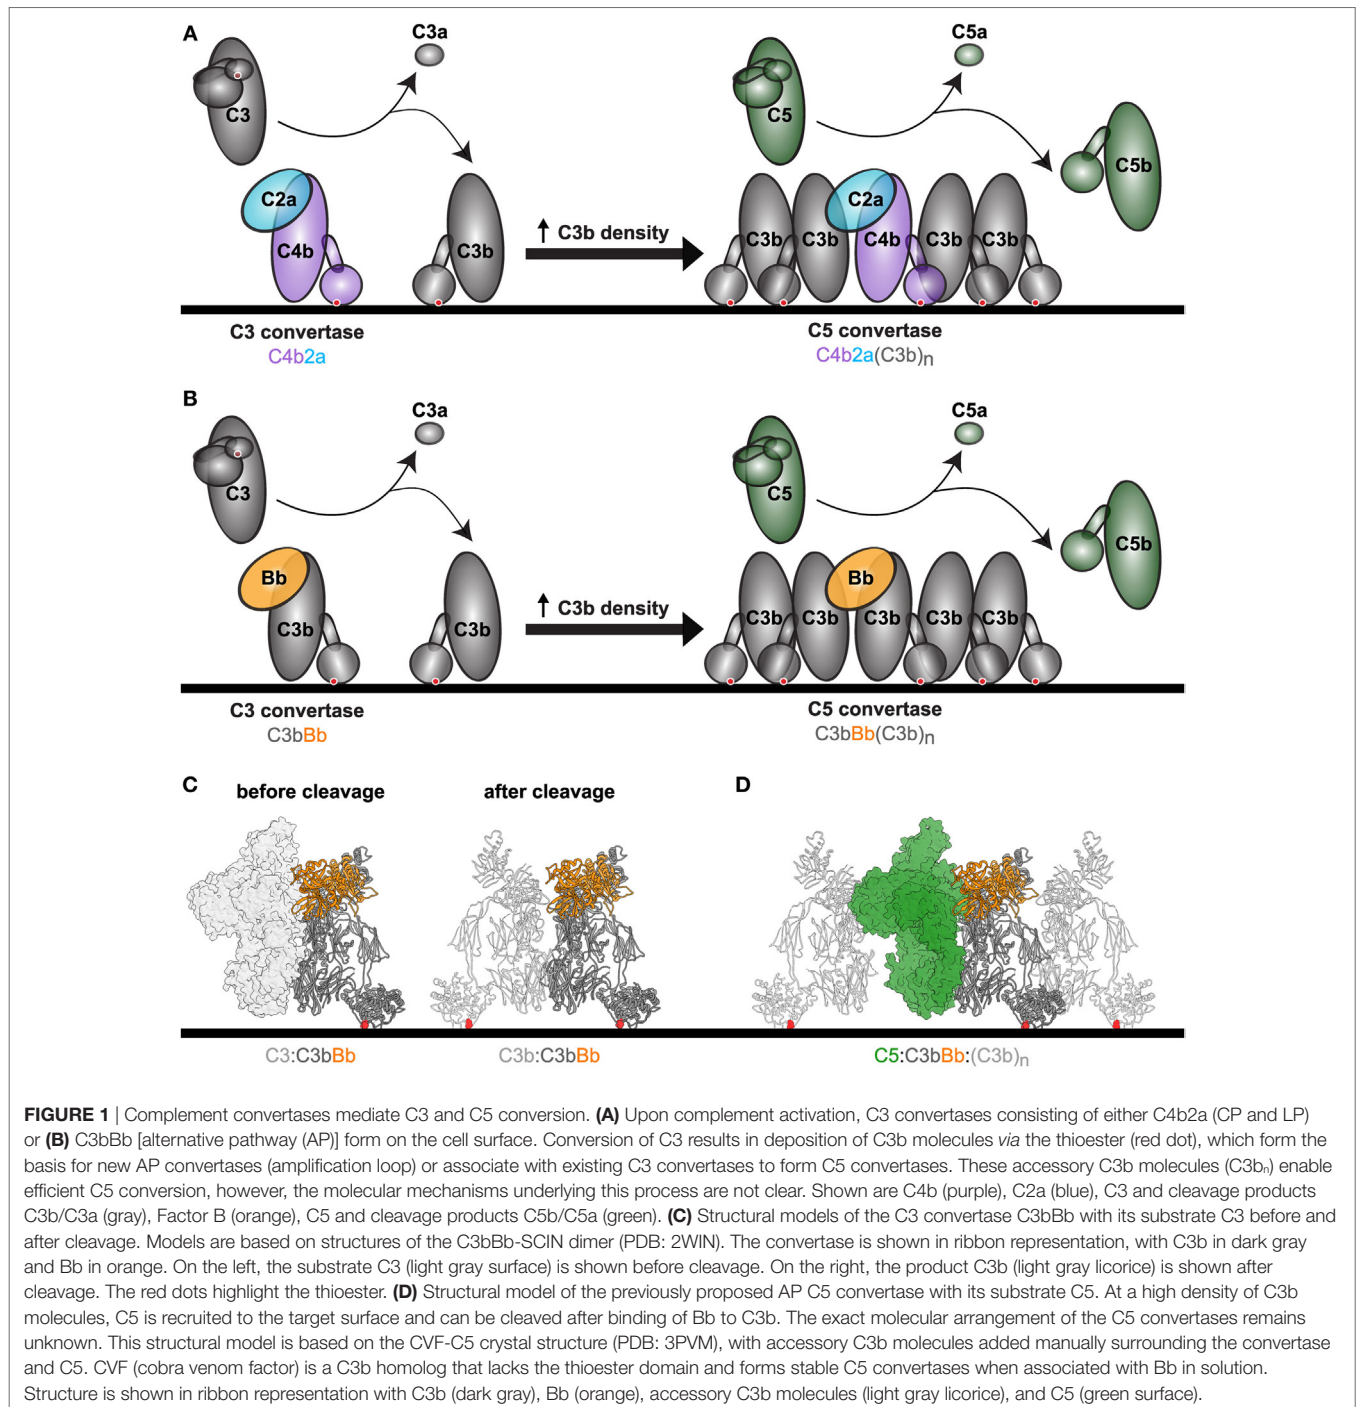 A
C3a
C5a
C3
C5
C5b
C2a
C4b
C3b
↑ C3b density
C3b
C3b
C2a
C4b
C3b
C3b
C3 convertase
C4b2a
C5 convertase
C4b2a(C3b)n
B
C3a
C5a
C3
C5
C5b
Bb
C3b
C3b
↑ C3b density
C3b
C3b
Bb
C3b
C3b
C3b
C3 convertase
C3bBb
C5 convertase
C3bBb(C3b)n
C
before cleavage
after cleavage
D
C3:C3bBb
C3b:C3bBb
C5:C3bBb:(C3b)n
FIGURE 1 | Complement convertases mediate C3 and C5 conversion. (A) Upon complement activation, C3 convertases consisting of either C4b2a (CP and LP)
or (B) C3bBb [alternative pathway (AP)] form on the cell surface. Conversion of C3 results in deposition of C3b molecules via the thioester (red dot), which form the
basis for new AP convertases (amplification loop) or associate with existing C3 convertases to form C5 convertases. These accessory C3b molecules (C3bn) enable
efficient C5 conversion, however, the molecular mechanisms underlying this process are not clear. Shown are C4b (purple), C2a (blue), C3 and cleavage products
C3b/C3a (gray), Factor B (orange), C5 and cleavage products C5b/C5a (green). (C) Structural models of the C3 convertase C3bBb with its substrate C3 before and
after cleavage. Models are based on structures of the C3bBb-SCIN dimer (PDB: 2WIN). The convertase is shown in ribbon representation, with C3b in dark gray
and Bb in orange. On the left, the substrate C3 (light gray surface) is shown before cleavage. On the right, the product C3b (light gray licorice) is shown after
cleavage. The red dots highlight the thioester. (D) Structural model of the previously proposed AP C5 convertase with its substrate C5. At a high density of C3b
molecules, C5 is recruited to the target surface and can be cleaved after binding of Bb to C3b. The exact molecular arrangement of the C5 convertases remains
unknown. This structural model is based on the CVF-C5 crystal structure (PDB: 3PVM), with accessory C3b molecules added manually surrounding the convertase
and C5. CVF (cobra venom factor) is a C3b homolog that lacks the thioester domain and forms stable C5 convertases when associated with Bb in solution.
Structure is shown in ribbon representation with C3b (dark gray), Bb (orange), accessory C3b molecules (light gray licorice), and C5 (green surface).